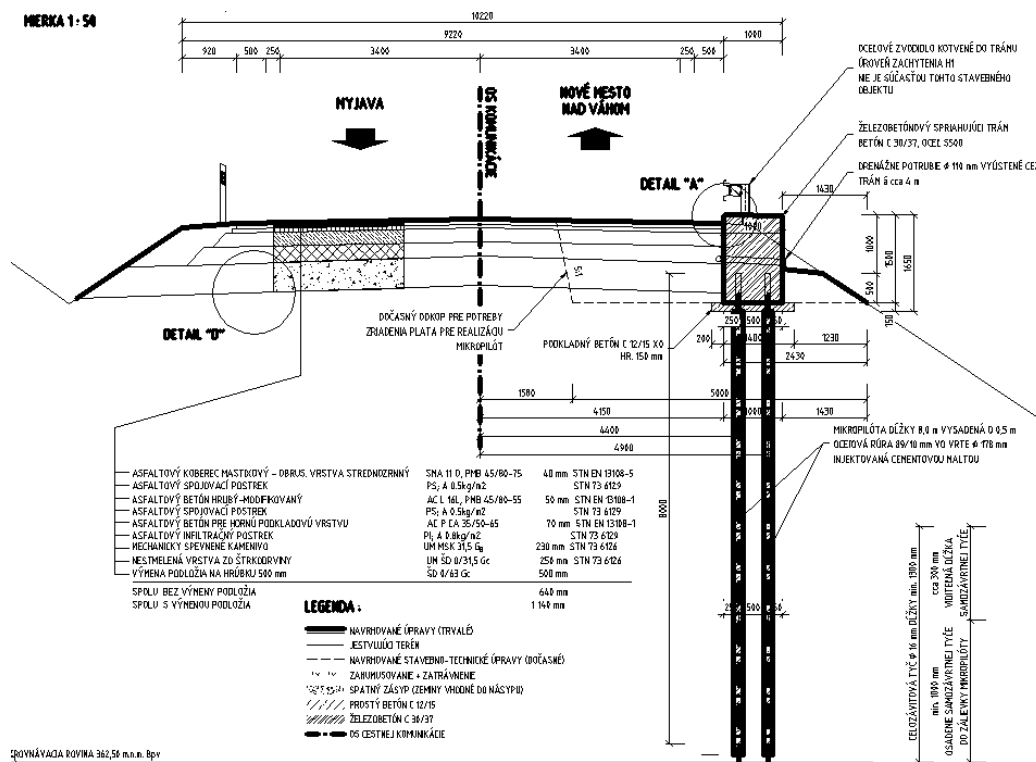 MIERKA 1:50
10220
9220
1000
920
500
250
3400
3400
250
500
MYJAVA
OS KOMUNIKÁCIE
NOVÉ MESTO
NAD VÁHOM
OCEĽOVÉ ZVODIDLO KOTVENÉ DO TRÁMU
ÚROVEŇ ZACHYTENIA H1
NIE JE SÚČASŤOU TOHTO STAVEBNÉHO
OBJEKTU
ŽELEZOBETÓNOVÝ SPRIAHUJÚCI TRÁM
BETÓN C 30/37, OCEĽ S500
DRENÁŽNE POTRUBIE Ø 110 mm VYÚSTENÉ CEZ
TRÁM á cca 4 m
DETAIL "A"
1430
1000
1000
1500
1650
500
150
1:5
DOČASNÝ ODKOP PRE POTREBY
ZRIADENIA PLATA PRE REALIZÁCIU
MIKROPILÓT
DETAIL "D"
PODKLADNÝ BETÓN C 12/15 X0
HR. 150 mm
250
500
200
1400
1230
2430
1580
5000
4150
1000
1430
4400
4900
MIKROPILÓTA DĹŽKY 8,0 m VYSADENÁ O 0,5 m
OCEĽOVÁ RÚRA 89/10 mm VO VRTE Ø 178 mm
INJEKTOVANÁ CEMENTOVOU MALTOU
8000
ASFALTOVÝ KOBEREC MASTIXOVÝ - OBRUS. VRSTVA STREDNOZRNNÝ SMA 11 O, PMB 45/80-75 40 mm STN EN 13108-5
ASFALTOVÝ SPOJOVACÍ POSTREK PS; A 0.5kg/m2 STN 73 6129
ASFALTOVÝ BETÓN HRUBÝ-MODIFIKOVANÝ AC L 16L, PMB 45/80-55 50 mm STN EN 13108-1
ASFALTOVÝ SPOJOVACÍ POSTREK PS; A 0.5kg/m2 STN 73 6129
ASFALTOVÝ BETÓN PRE HORNÚ PODKLADOVÚ VRSTVU AC P CA 35/50-65 70 mm STN EN 13108-1
ASFALTOVÝ INFILTRAČNÝ POSTREK PI; A 0.8kg/m2 STN 73 6129
MECHANICKY SPEVNENÉ KAMENIVO UM MSK 31,5 GB 230 mm STN 73 6126
NESTMELENÁ VRSTVA ZO ŠTRKODRVINY UM ŠD 0/31,5 Gc 250 mm STN 73 6126
VÝMENA PODLOŽIA NA HRÚBKU 500 mm ŠD 0/63 Gc 500 mm
SPOLU BEZ VÝMENY PODLOŽIA 640 mm
SPOLU S VÝMENOU PODLOŽIA 1 140 mm
250
500
LEGENDA:
NAVRHOVANÉ ÚPRAVY (TRVALÉ)
JESTVUJÚCI TERÉN
NAVRHOVANÉ STAVEBNO-TECHNICKÉ ÚPRAVY (DOČASNÉ)
ZAHUMUSOVANIE + ZATRÁVNENIE
SPÄTNÝ ZÁSYP (ZEMINY VHODNÉ DO NÁSYPU)
PROSTÝ BETÓN C 12/15
ŽELEZOBETÓN C 30/37
OS CESTNEJ KOMUNIKÁCIE
CELOZÁVITOVÁ TYČ Ø 16 mm DĹŽKY min. 1300 mm
cca 300 mm
VIDITEĽNÁ DĹŽKA
SAMOZÁVRTNEJ TYČE
min. 1000 mm
OSADENIE SAMOZÁVRTNEJ TYČE
DO ZÁLIEVKY MIKROPILÓTY
ROVNÁVACIA ROVINA 362,50 m.n.m. Bpv